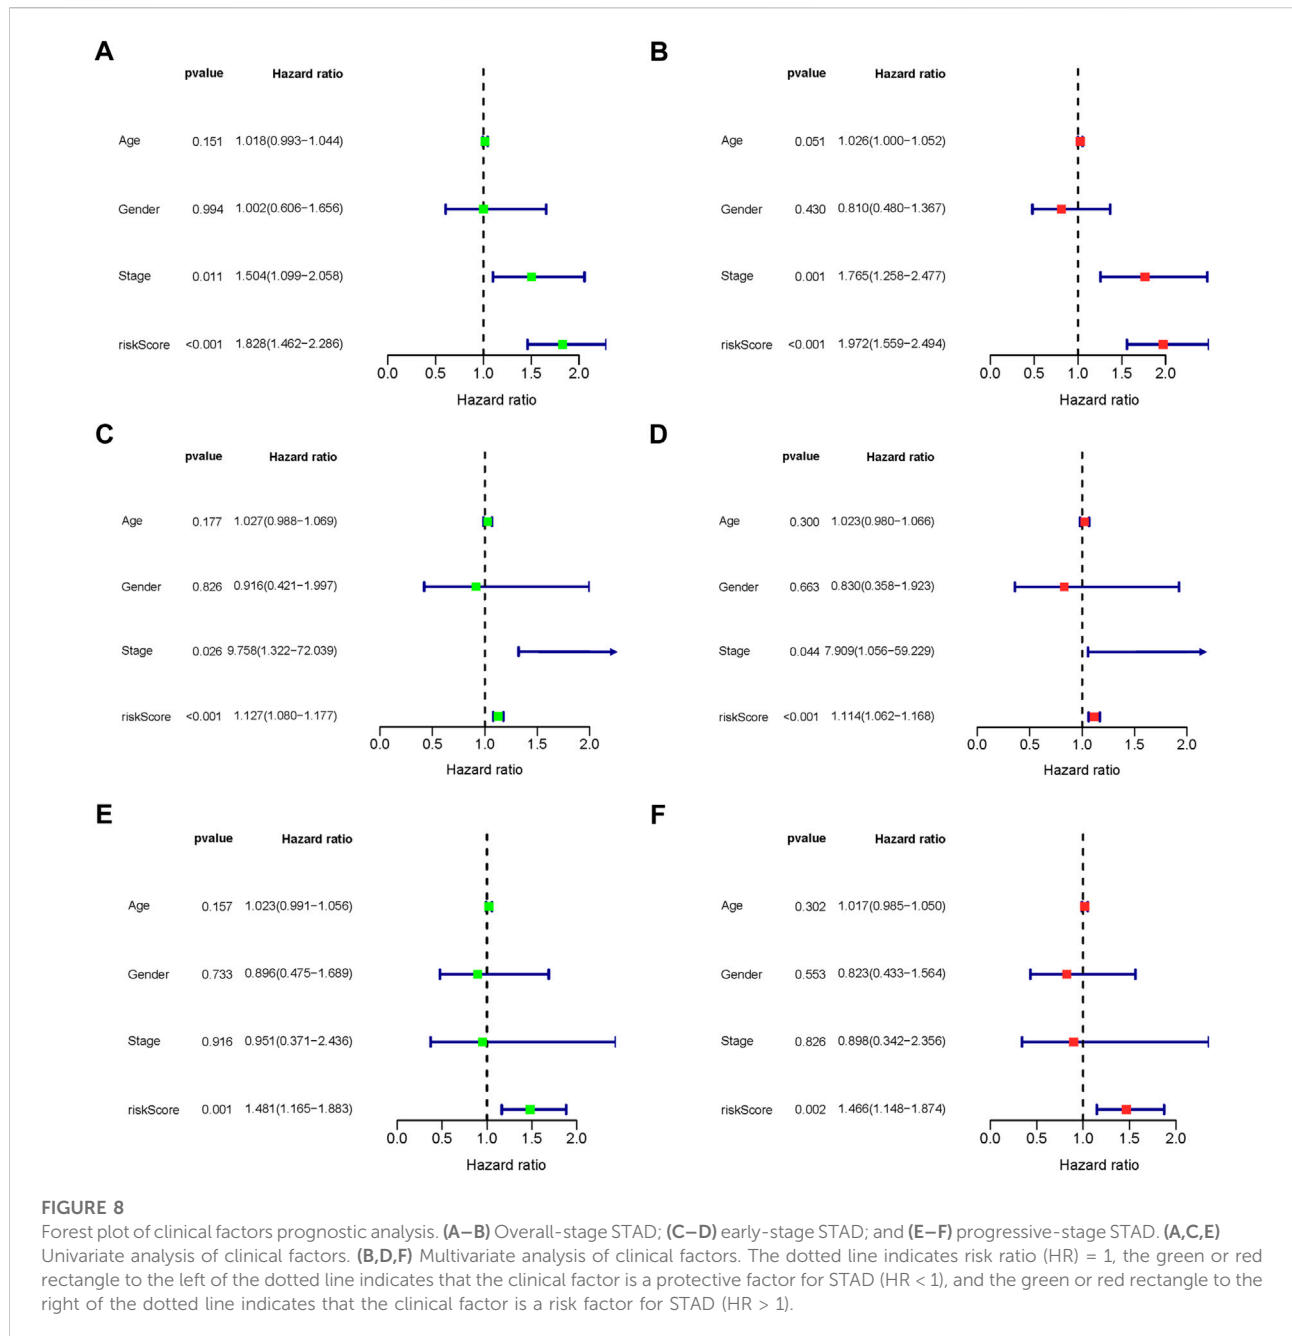 A
pvalue Hazard ratio
Age 0.151 1.018(0.993−1.044)
Gender 0.994 1.002(0.606−1.656)
Stage 0.011 1.504(1.099−2.058)
riskScore <0.001 1.828(1.462−2.286)
0.0 0.5 1.0 1.5 2.0
Hazard ratio
B
pvalue Hazard ratio
Age 0.051 1.026(1.000−1.052)
Gender 0.430 0.810(0.480−1.367)
Stage 0.001 1.765(1.258−2.477)
riskScore <0.001 1.972(1.559−2.494)
0.0 0.5 1.0 1.5 2.0
Hazard ratio
C
pvalue Hazard ratio
Age 0.177 1.027(0.988−1.069)
Gender 0.826 0.916(0.421−1.997)
Stage 0.026 9.758(1.322−72.039)
riskScore <0.001 1.127(1.080−1.177)
0.0 0.5 1.0 1.5 2.0
Hazard ratio
D
pvalue Hazard ratio
Age 0.300 1.023(0.980−1.066)
Gender 0.663 0.830(0.358−1.923)
Stage 0.044 7.909(1.056−59.229)
riskScore <0.001 1.114(1.062−1.168)
0.0 0.5 1.0 1.5 2.0
Hazard ratio
E
pvalue Hazard ratio
Age 0.157 1.023(0.991−1.056)
Gender 0.733 0.896(0.475−1.689)
Stage 0.916 0.951(0.371−2.436)
riskScore 0.001 1.481(1.165−1.883)
0.0 0.5 1.0 1.5 2.0
Hazard ratio
F
pvalue Hazard ratio
Age 0.302 1.017(0.985−1.050)
Gender 0.553 0.823(0.433−1.564)
Stage 0.826 0.898(0.342−2.356)
riskScore 0.002 1.466(1.148−1.874)
0.0 0.5 1.0 1.5 2.0
Hazard ratio
FIGURE 8
Forest plot of clinical factors prognostic analysis. (A–B) Overall-stage STAD; (C–D) early-stage STAD; and (E–F) progressive-stage STAD. (A,C,E)
Univariate analysis of clinical factors. (B,D,F) Multivariate analysis of clinical factors. The dotted line indicates risk ratio (HR) = 1, the green or red
rectangle to the left of the dotted line indicates that the clinical factor is a protective factor for STAD (HR < 1), and the green or red rectangle to the
right of the dotted line indicates that the clinical factor is a risk factor for STAD (HR > 1).